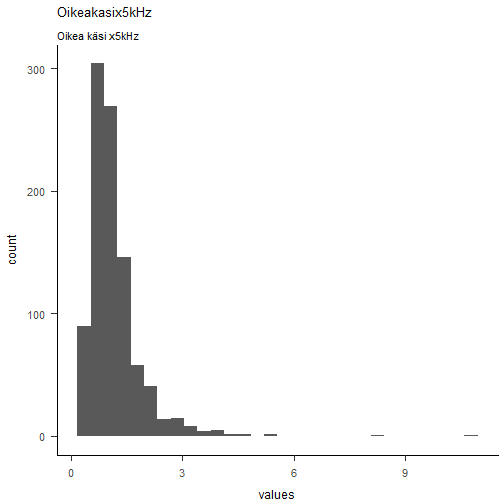 Oikeakasix5kHz
Oikea käsi x5kHz
300
200
100
0
count
0 3 6 9
values